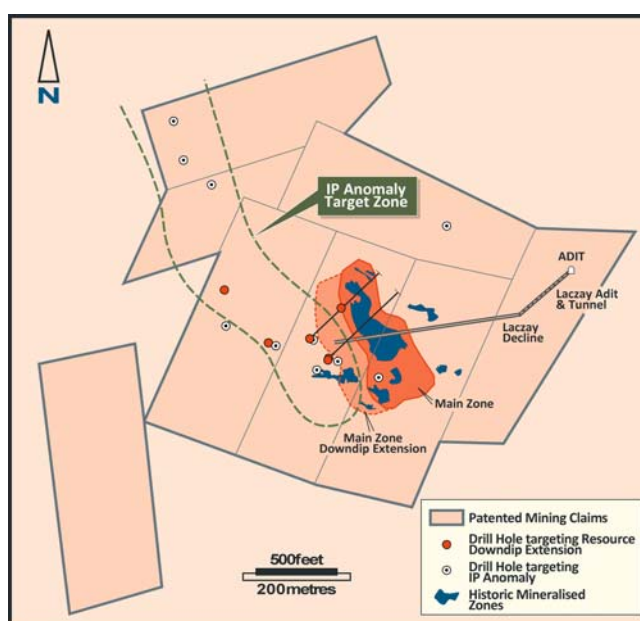 N
IP Anomaly
Target Zone
ADIT
Laczay Adit
& Tunnel
Laczay
Decline
Main Zone
Main Zone
Downdip Extension
500feet
200metres
Patented Mining Claims
Drill Hole targeting Resource
Downdip Extension
Drill Hole targeting
IP Anomaly
Historic Mineralised
Zones